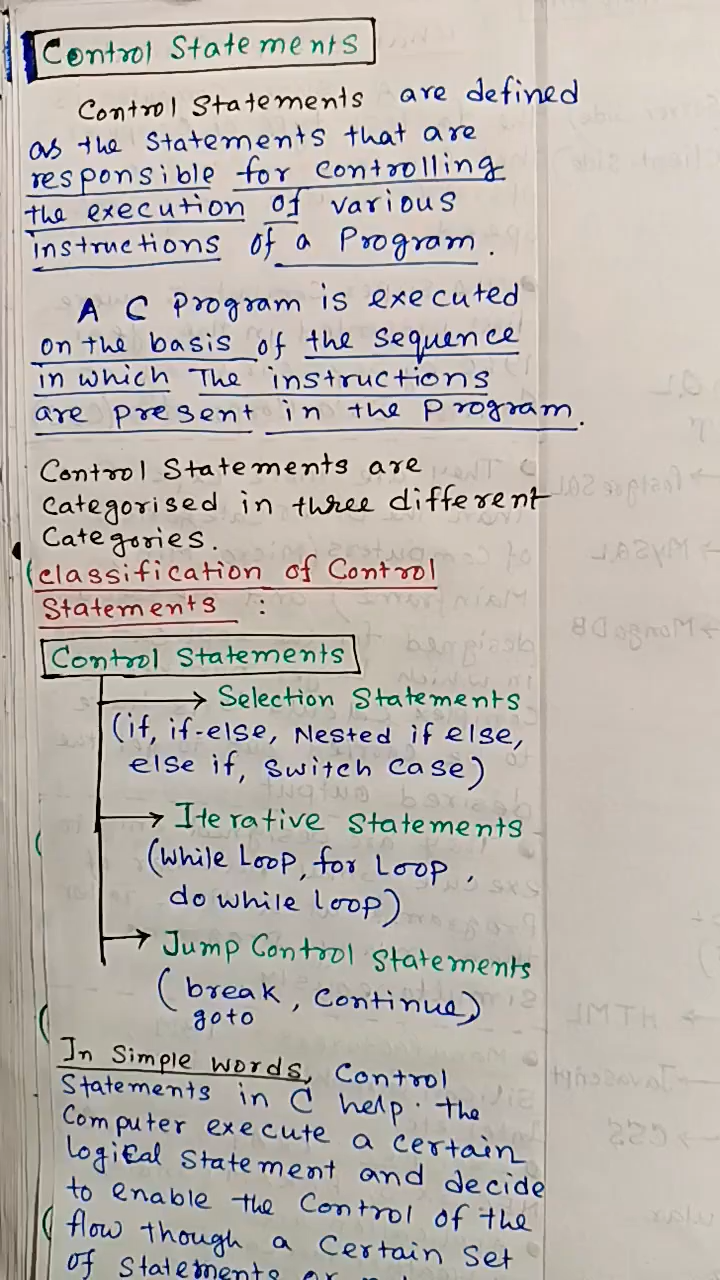 Control Statements
Control Statements are defined
as the Statements that are
responsible for controlling
the execution of various
instructions of a Program.
A C Program is executed
on the basis of the sequence
in which The instructions
are present in the Program.
Control Statements are
Categorised in three different
Categories.
Classification of Control
Statements :
Control Statements
Selection Statements
(if, if-else, Nested if else,
else if, Switch Case)
Iterative Statements
(While Loop, for Loop,
do while loop)
Jump Control Statements
(break, Continue)
goto
In Simple words, Control
Statements in C help the
Computer execute a certain
logical Statement and decide
to enable the Control of the
flow though a Certain Set
of Statements or